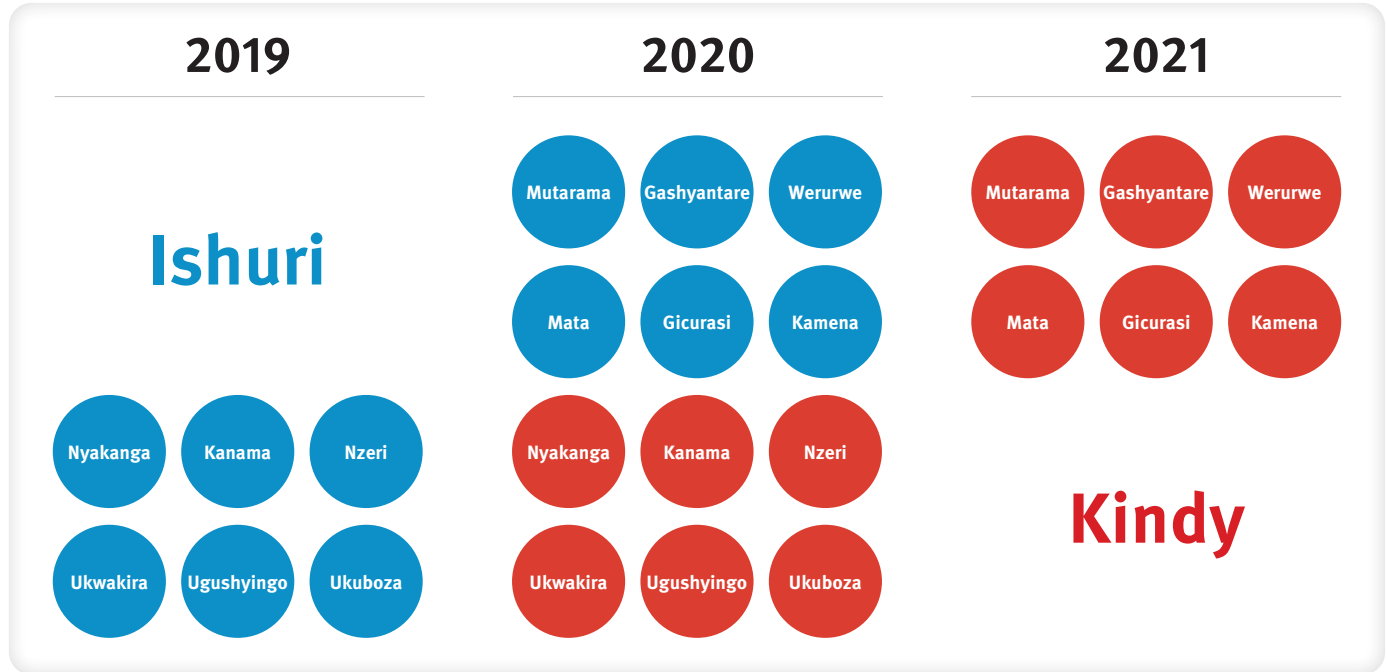 2019
2020
2021
Ishuri
Nyakanga
Kanama
Nzeri
Ukwakira
Ugushyingo
Ukuboza
Mutarama
Gashyantare
Werurwe
Mata
Gicurasi
Kamena
Nyakanga
Kanama
Nzeri
Ukwakira
Ugushyingo
Ukuboza
Mutarama
Gashyantare
Werurwe
Mata
Gicurasi
Kamena
Kindy